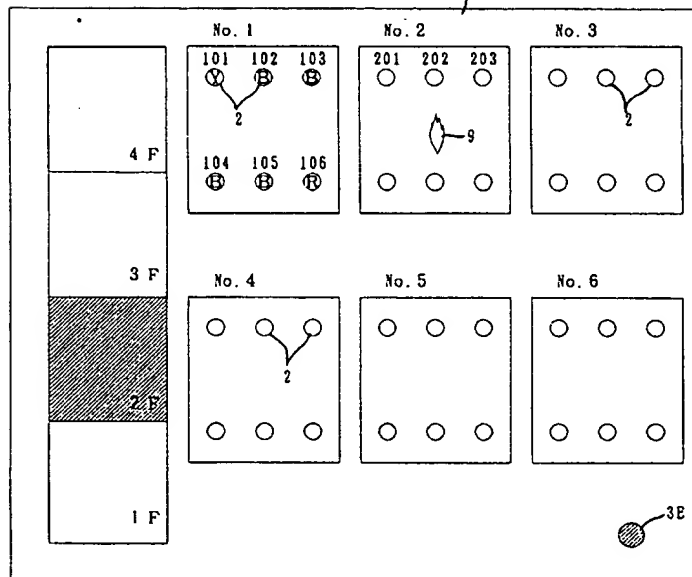 No. 1 No. 2 No. 3
101 102 103 201 202 203
Y B B
2 9 2
4 F
104 105 106
B B R
3 F
No. 4 No. 5 No. 6
2
2 F
1 F
3E